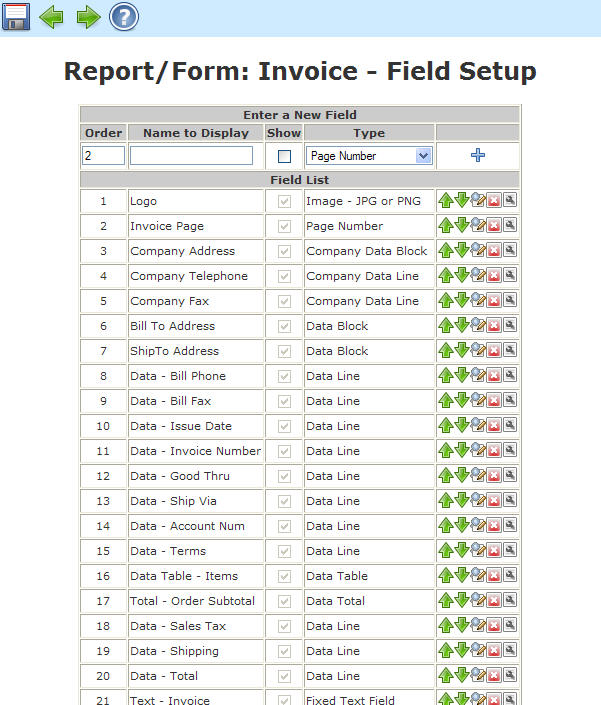 Report/Form: Invoice - Field Setup
Enter a New Field
Order Name to Display Show Type
2 Page Number
Field List
1 Logo Image - JPG or PNG
2 Invoice Page Page Number
3 Company Address Company Data Block
4 Company Telephone Company Data Line
5 Company Fax Company Data Line
6 Bill To Address Data Block
7 ShipTo Address Data Block
8 Data - Bill Phone Data Line
9 Data - Bill Fax Data Line
10 Data - Issue Date Data Line
11 Data - Invoice Number Data Line
12 Data - Good Thru Data Line
13 Data - Ship Via Data Line
14 Data - Account Num Data Line
15 Data - Terms Data Line
16 Data Table - Items Data Table
17 Total - Order Subtotal Data Total
18 Data - Sales Tax Data Line
19 Data - Shipping Data Line
20 Data - Total Data Line
21 Text - Invoice Fixed Text Field